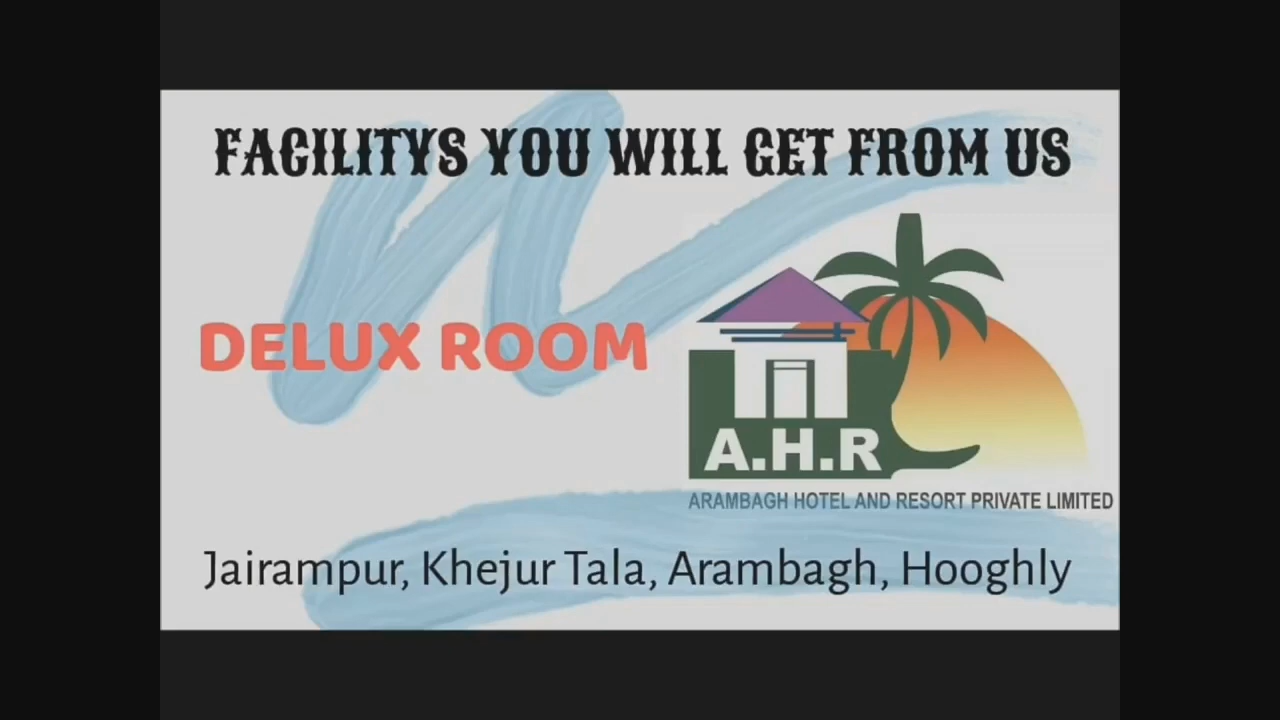 FACILITYS YOU WILL GET FROM US
DELUX ROOM
A.H.R
ARAMBAGH HOTEL AND RESORT PRIVATE LIMITED
Jairampur, Khejur Tala, Arambagh, Hooghly